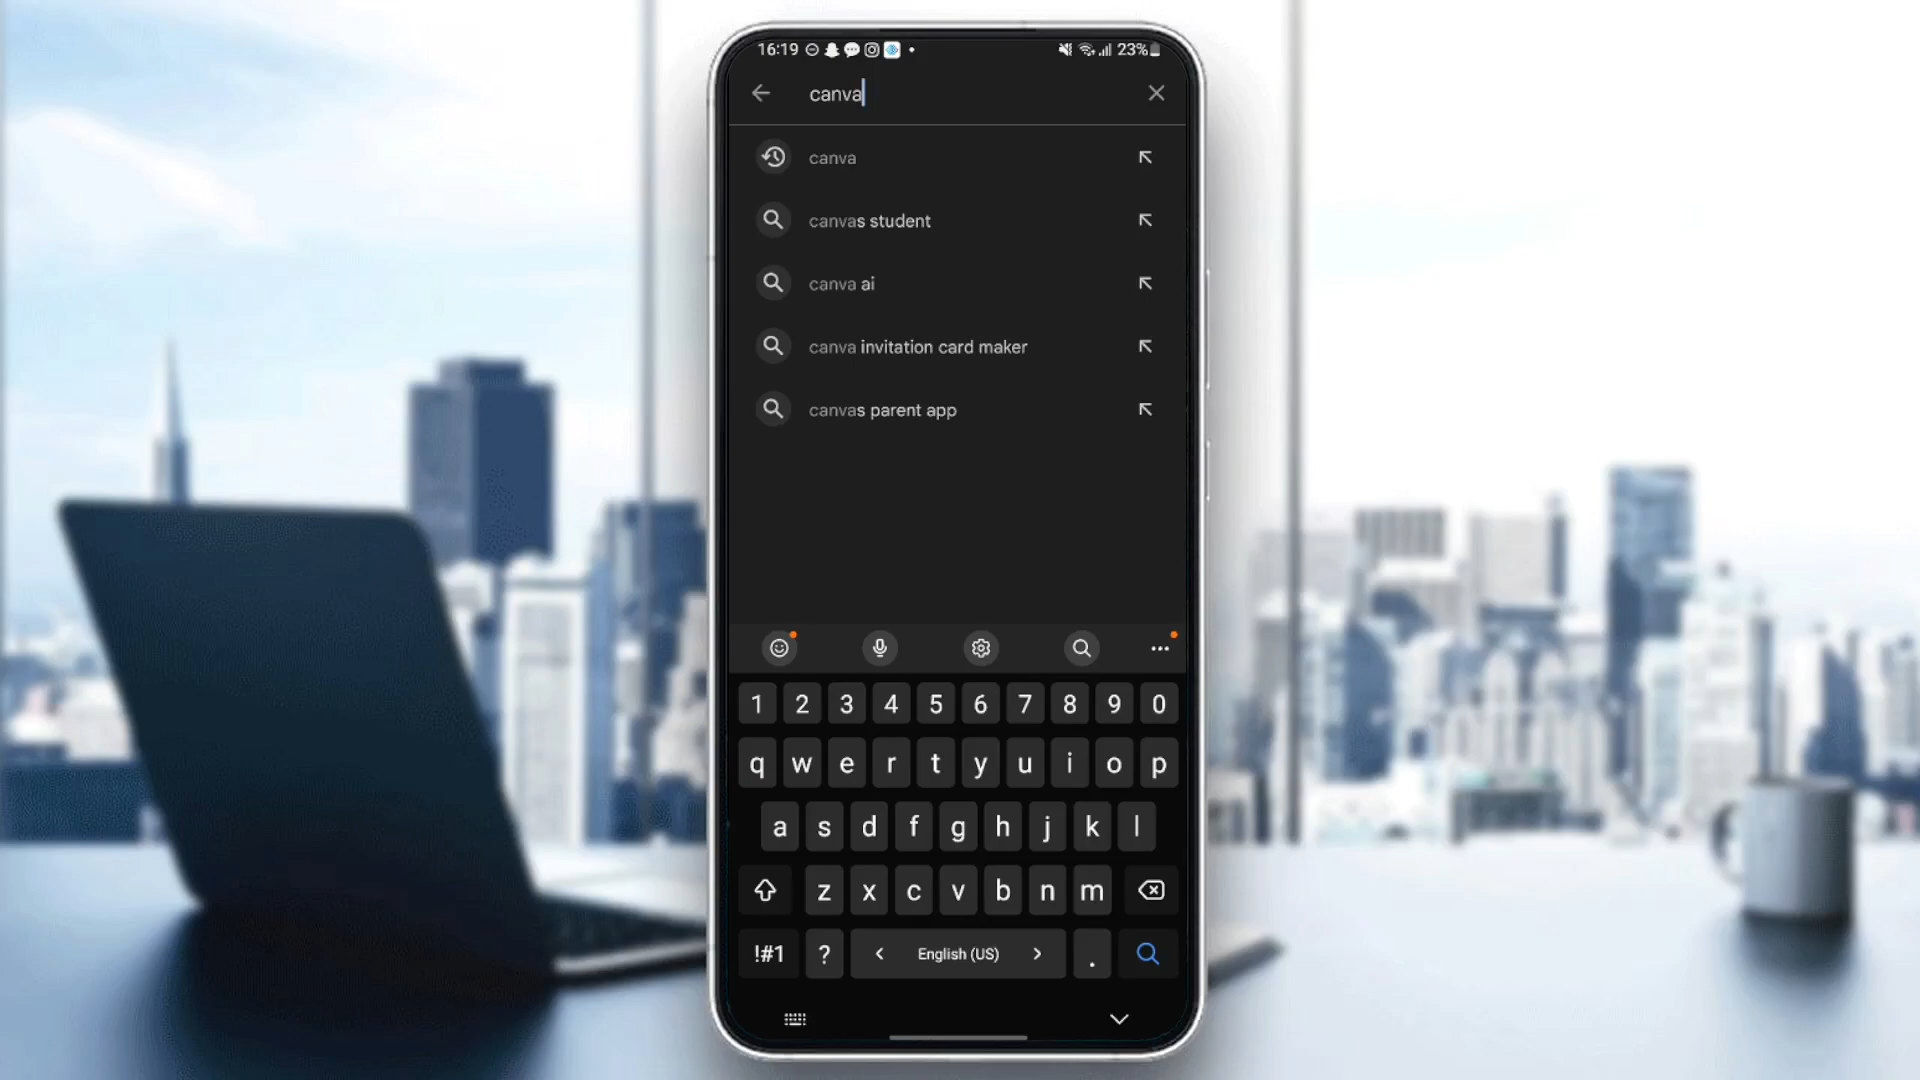 16:19
23%
canva
canva
canvas student
canva ai
canva invitation card maker
canvas parent app
1 2 3 4 5 6 7 8 9 0
q w e r t y u i o p
a s d f g h j k l
z x c v b n m
!#1 ? < English (US) > .